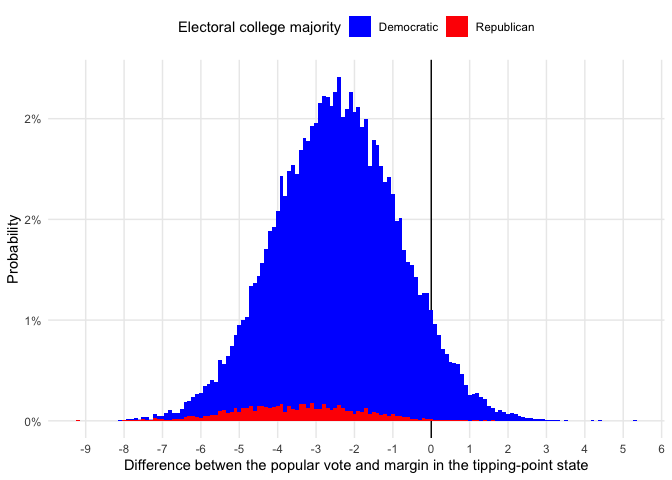 Electoral college majority Democratic Republican
Probability
2%
2%
1%
0%
-9 -8 -7 -6 -5 -4 -3 -2 -1 0 1 2 3 4 5 6
Difference betwen the popular vote and margin in the tipping-point state